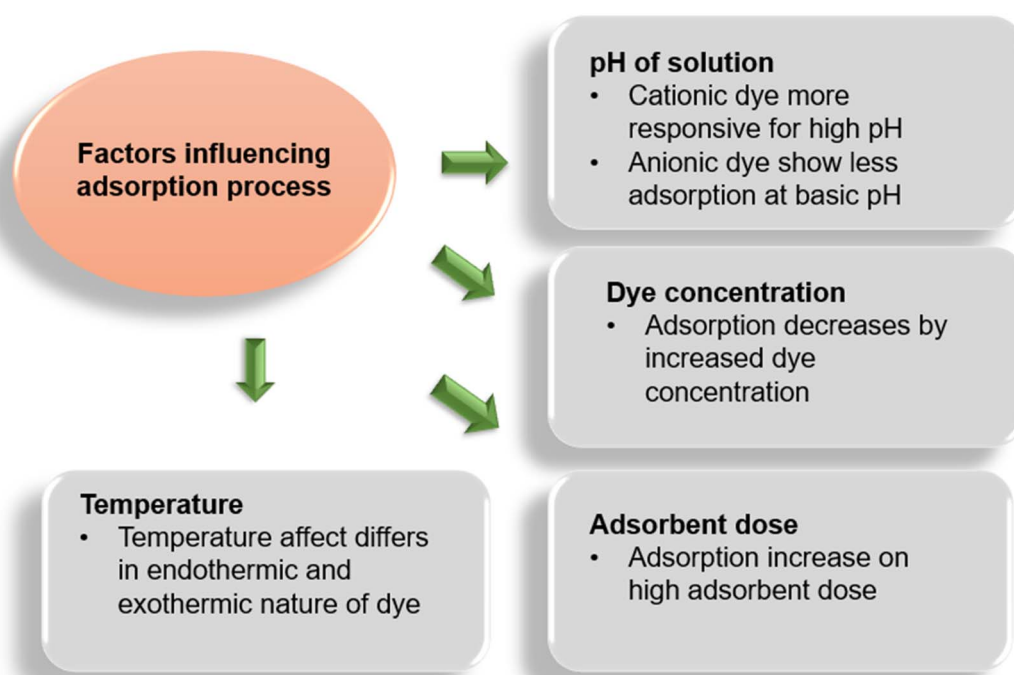 Factors influencing
adsorption process
pH of solution
• Cationic dye more
responsive for high pH
• Anionic dye show less
adsorption at basic pH
Dye concentration
• Adsorption decreases by
increased dye
concentration
Temperature
• Temperature affect differs
in endothermic and
exothermic nature of dye
Adsorbent dose
• Adsorption increase on
high adsorbent dose